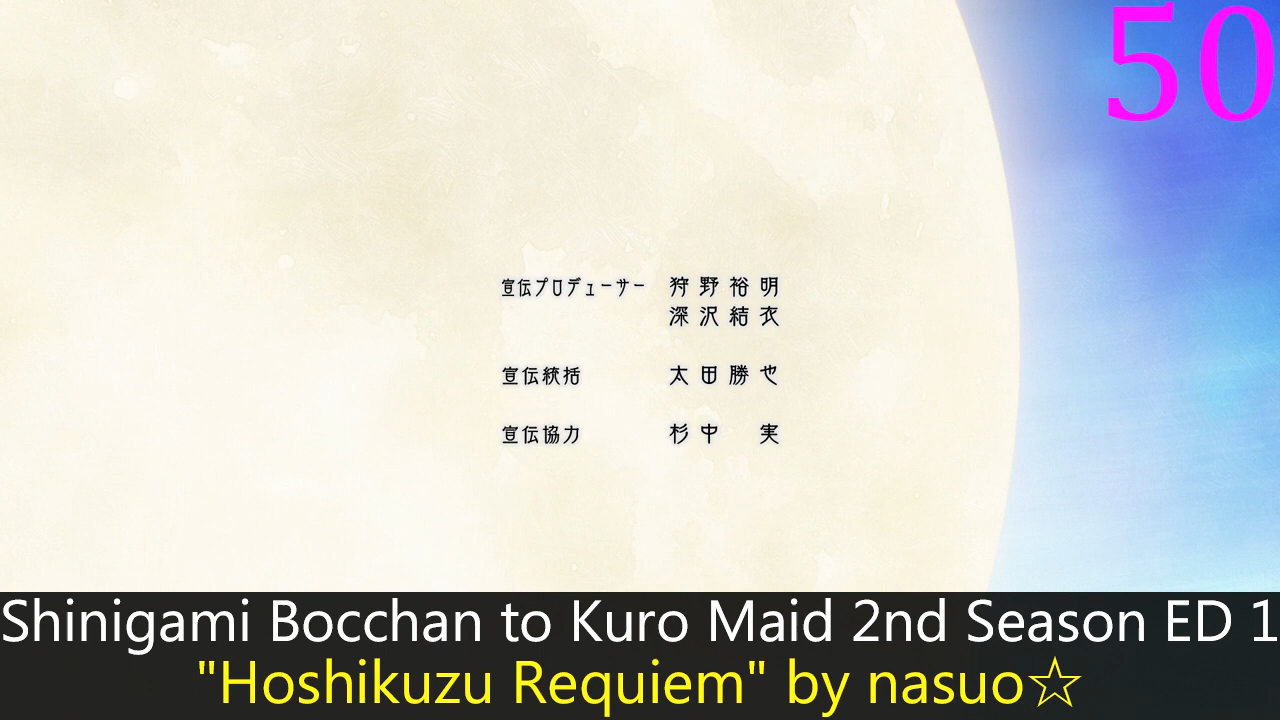 50
宣伝プロデューサー 狩野裕明
深沢結衣
宣伝統括 太田勝也
宣伝協力 杉中 実
Shinigami Bocchan to Kuro Maid 2nd Season ED 1
"Hoshikuzu Requiem" by nasuo☆